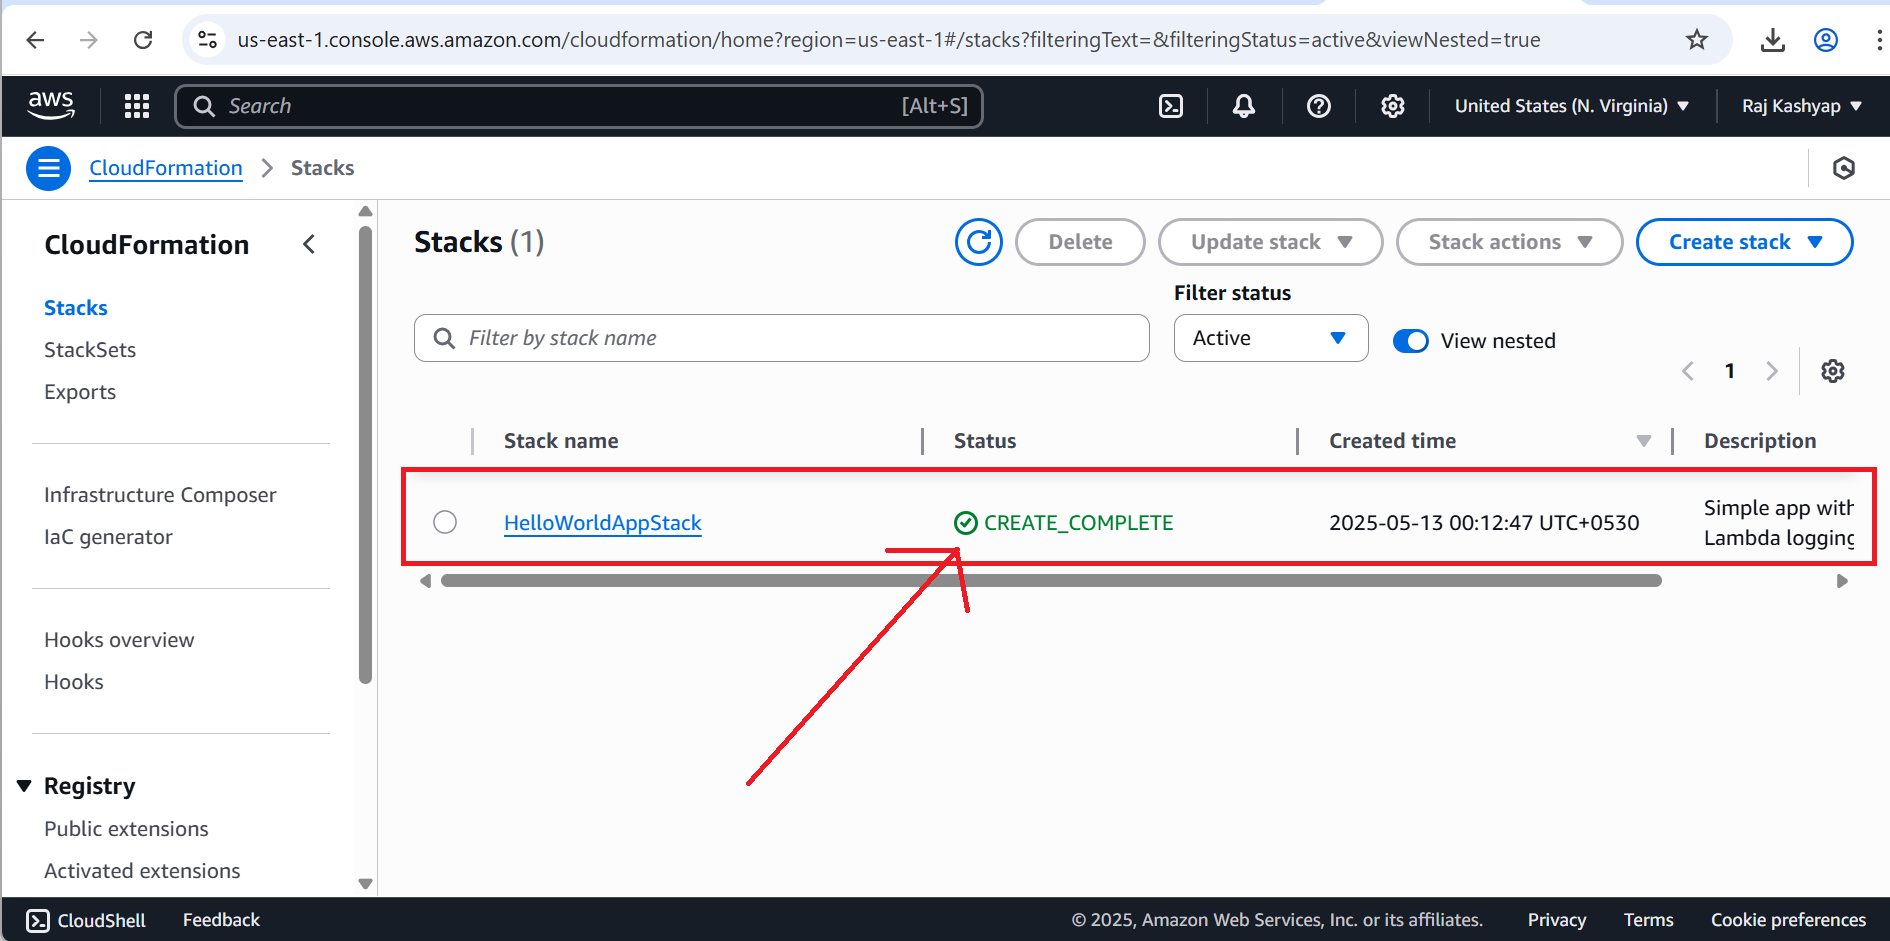 us-east-1.console.aws.amazon.com/cloudformation/home?region=us-east-1#/stacks?filteringText=&filteringStatus=active&viewNested=true
aws
Search
[Alt+S]
United States (N. Virginia)
Raj Kashyap
CloudFormation
Stacks
CloudFormation
Stacks
StackSets
Exports
Infrastructure Composer
IaC generator
Hooks overview
Hooks
Registry
Public extensions
Activated extensions
Stacks (1)
Delete
Update stack
Stack actions
Create stack
Filter status
Filter by stack name
Active
View nested
1
Stack name
Status
Created time
Description
HelloWorldAppStack
CREATE_COMPLETE
2025-05-13 00:12:47 UTC+0530
Simple app with
Lambda logging
CloudShell
Feedback
© 2025, Amazon Web Services, Inc. or its affiliates.
Privacy
Terms
Cookie preferences